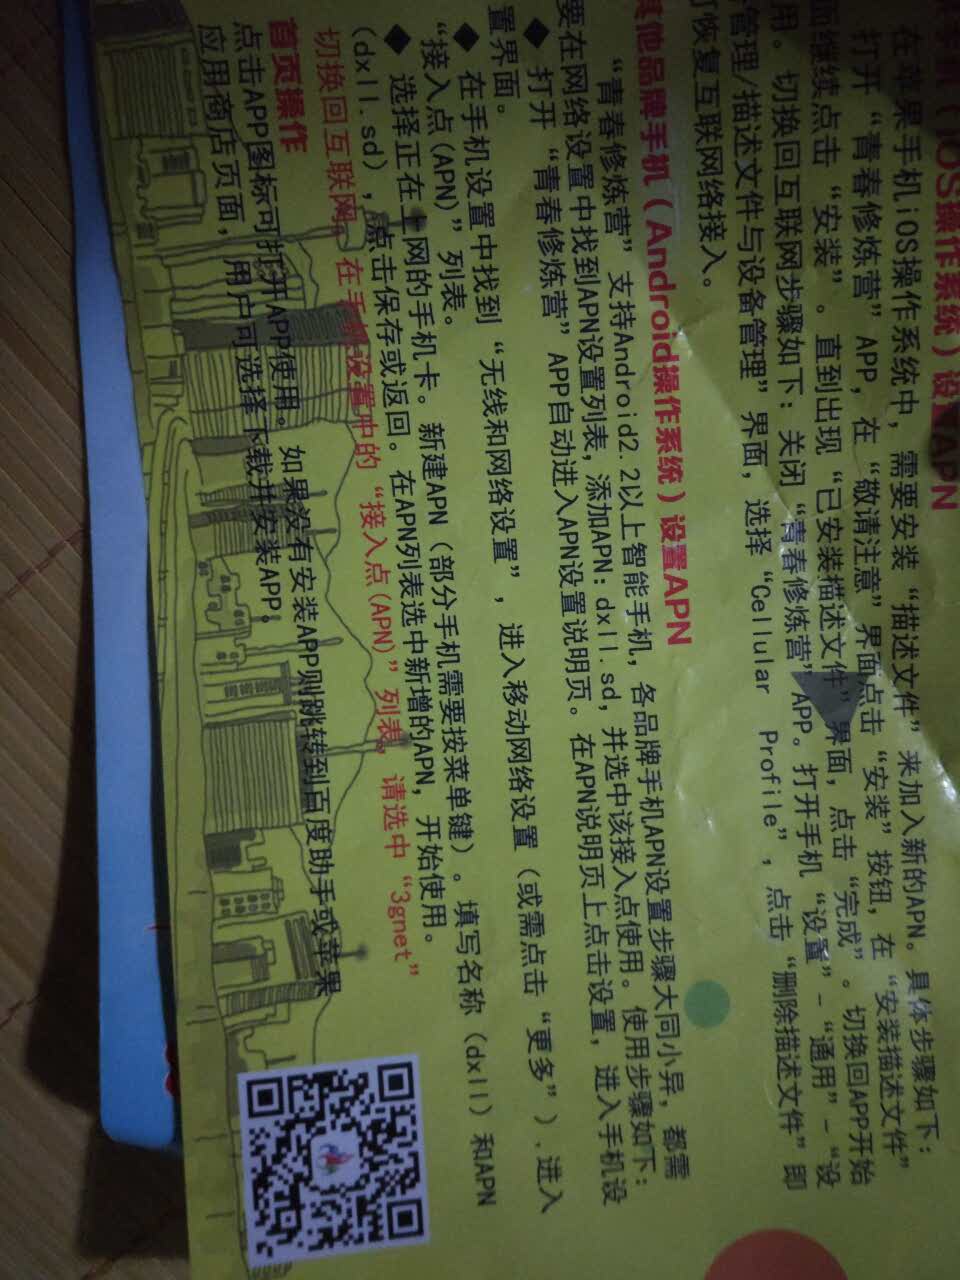 手机（iOS操作系统）设置APN
在苹果手机iOS操作系统中，需要安装“描述文件”来加入新的APN。具体步骤如下：
打开“青春修炼营”APP，在“敬请注意”界面点击“安装”按钮，在“安装描述文件”
面继续点击“安装”。直到出现“已安装描述文件”界面，点击“完成”。切换回APP开始
用。切换回互联网步骤如下：关闭“青春修炼营”APP。打开手机“设置”-“通用”-“设
管理/描述文件与设备管理”界面，选择“Cellular Profile”，点击“删除描述文件”即
可恢复互联网络接入。
其他品牌手机（Android操作系统）设置APN
“青春修炼营”支持Android2.2以上智能手机，各品牌手机APN设置步骤大同小异，都需
要在网络设置中找到APN设置列表，添加APN：dxll.sd，并选中该接入点使用。使用步骤如下：
◆ 打开“青春修炼营”APP自动进入APN设置说明页。在APN说明页上点击设置，进入手机设
置界面。
◆ 在手机设置中找到“无线和网络设置”，进入移动网络设置（或需点击“更多”）.进入
“接入点(APN)”列表。
◆ 选择正在上网的手机卡。新建APN（部分手机需要按菜单键）。填写名称（dxll）和APN
(dxll.sd)，点击保存或返回。在APN列表选中新增的APN，开始使用。
切换回互联网。在手机设置中的“接入点(APN)”列表，请选中“3gnet”
首页操作
点击APP图标可打开APP使用。如果没有安装APP则跳转到百度助手或苹果
应用商店页面，用户可选择下载并安装APP。